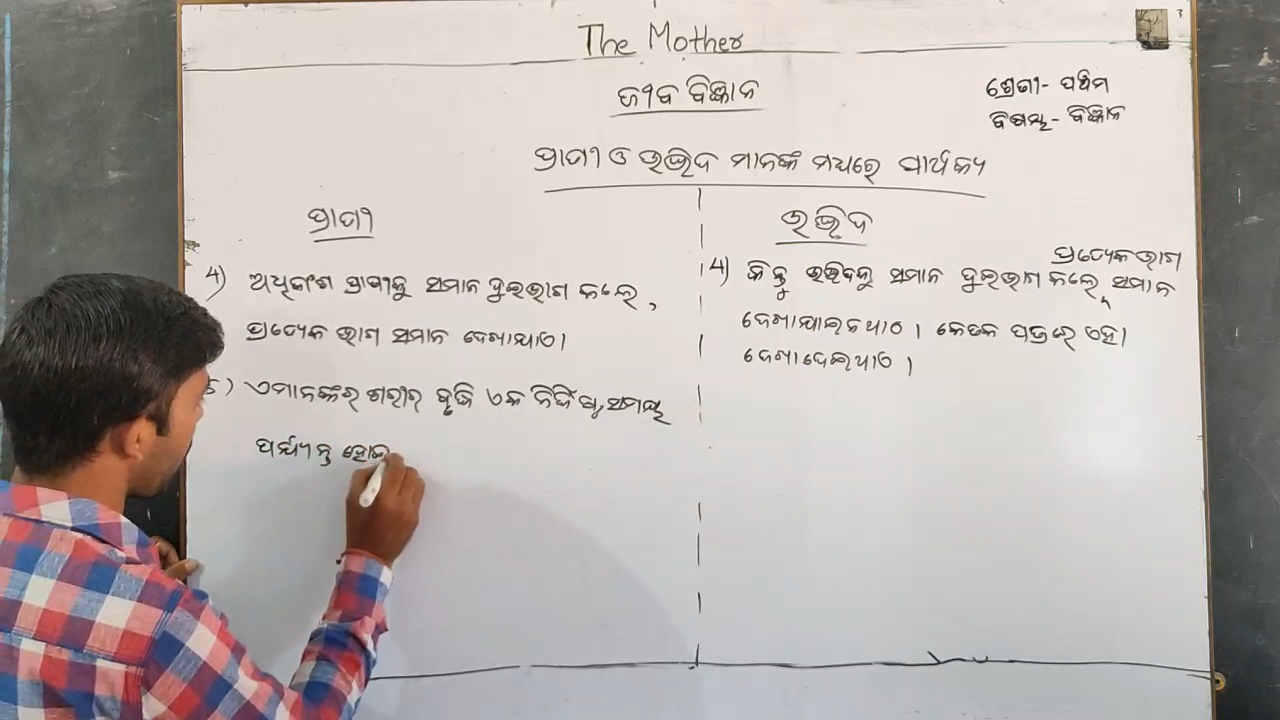 The Mother
ଜୀବ ବିଜ୍ଞାନ
ଶ୍ରେଣୀ- ପଞ୍ଚମ
ବିଷୟ- ବିଜ୍ଞାନ
ପ୍ରାଣୀ ଓ ଉଦ୍ଭିଦ ମାନଙ୍କ ମଧ୍ୟରେ ପାର୍ଥକ୍ୟ
ପ୍ରାଣୀ
4) ଅଧିକାଂଶ ପ୍ରାଣୀକୁ ସମାନ ଦୁଇଭାଗ କଲେ,
ପ୍ରତ୍ୟେକ ଭାଗ ସମାନ ଦେଖାଯାଏ।
5) ଏମାନଙ୍କର ଶରୀର ବୃଦ୍ଧି ଏକ ନିର୍ଦ୍ଦିଷ୍ଟ ସମୟ
ପର୍ଯ୍ୟନ୍ତ ହୋଇ
ଉଦ୍ଭିଦ
ପ୍ରତ୍ୟେକ ଭାଗ
4) କିନ୍ତୁ ଉଦ୍ଭିଦକୁ ସମାନ ଦୁଇଭାଗ କଲେ ସମାନ
ଦେଖାଯାଇନଥାଏ । କେତେକ ପତ୍ରରେ ଏହା
ଦେଖାଦେଇଥାଏ ।